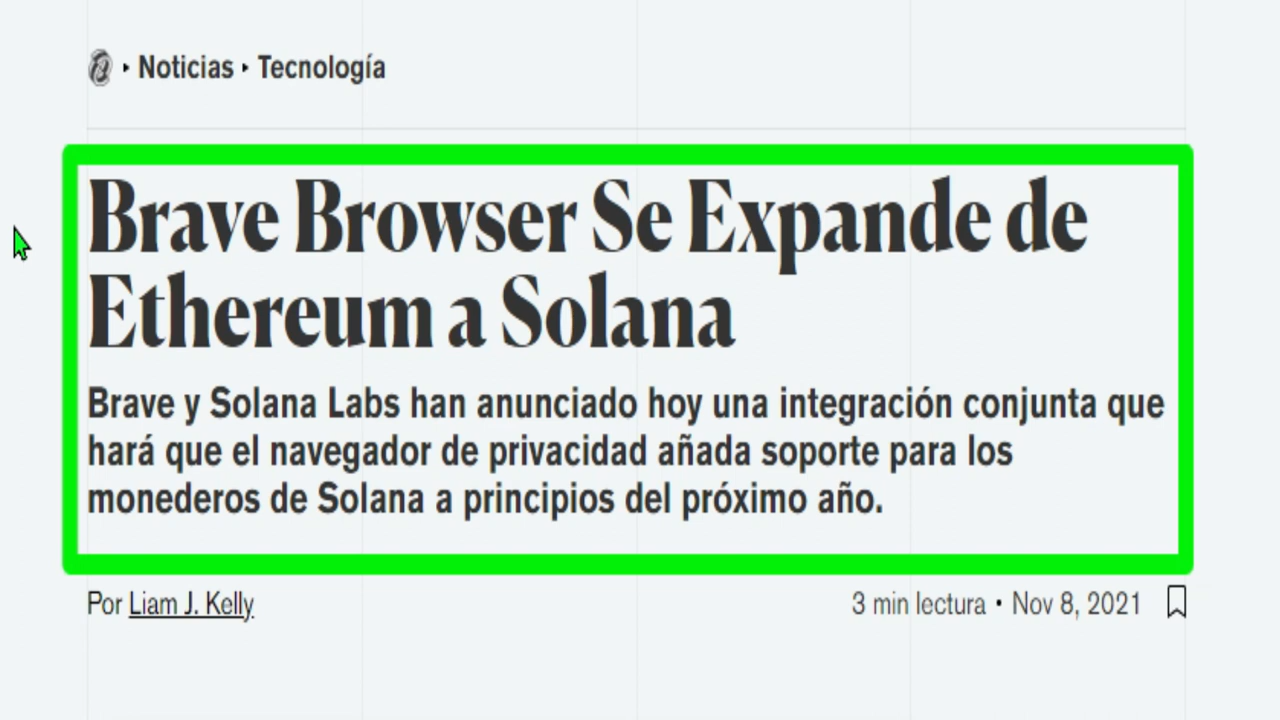 Noticias ‣ Tecnología
Brave Browser Se Expande de
Ethereum a Solana
Brave y Solana Labs han anunciado hoy una integración conjunta que
hará que el navegador de privacidad añada soporte para los
monederos de Solana a principios del próximo año.
Por Liam J. Kelly
3 min lectura • Nov 8, 2021